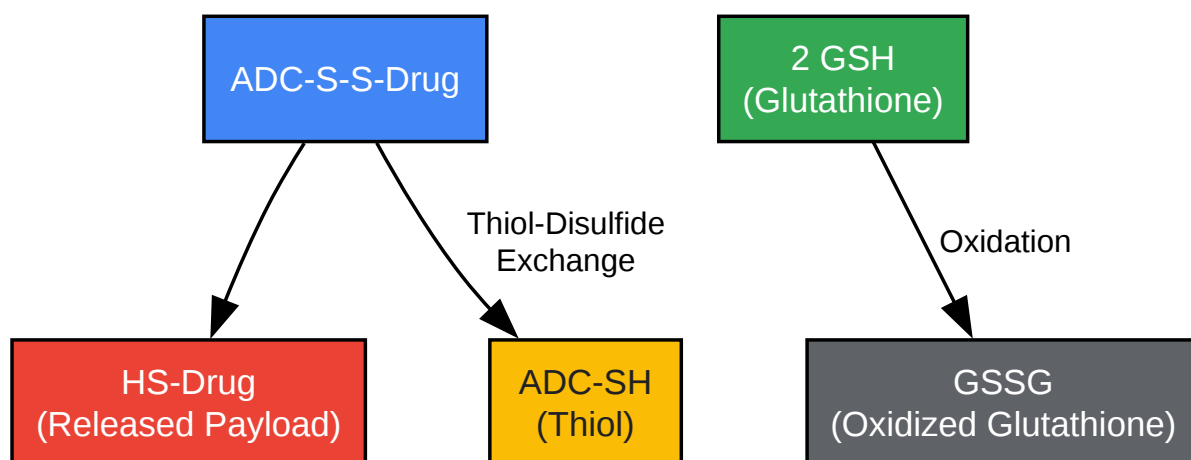 ADC-S-S-Drug
2 GSH
(Glutathione)
Thiol-Disulfide
Exchange
Oxidation
HS-Drug
(Released Payload)
ADC-SH
(Thiol)
GSSG
(Oxidized Glutathione)